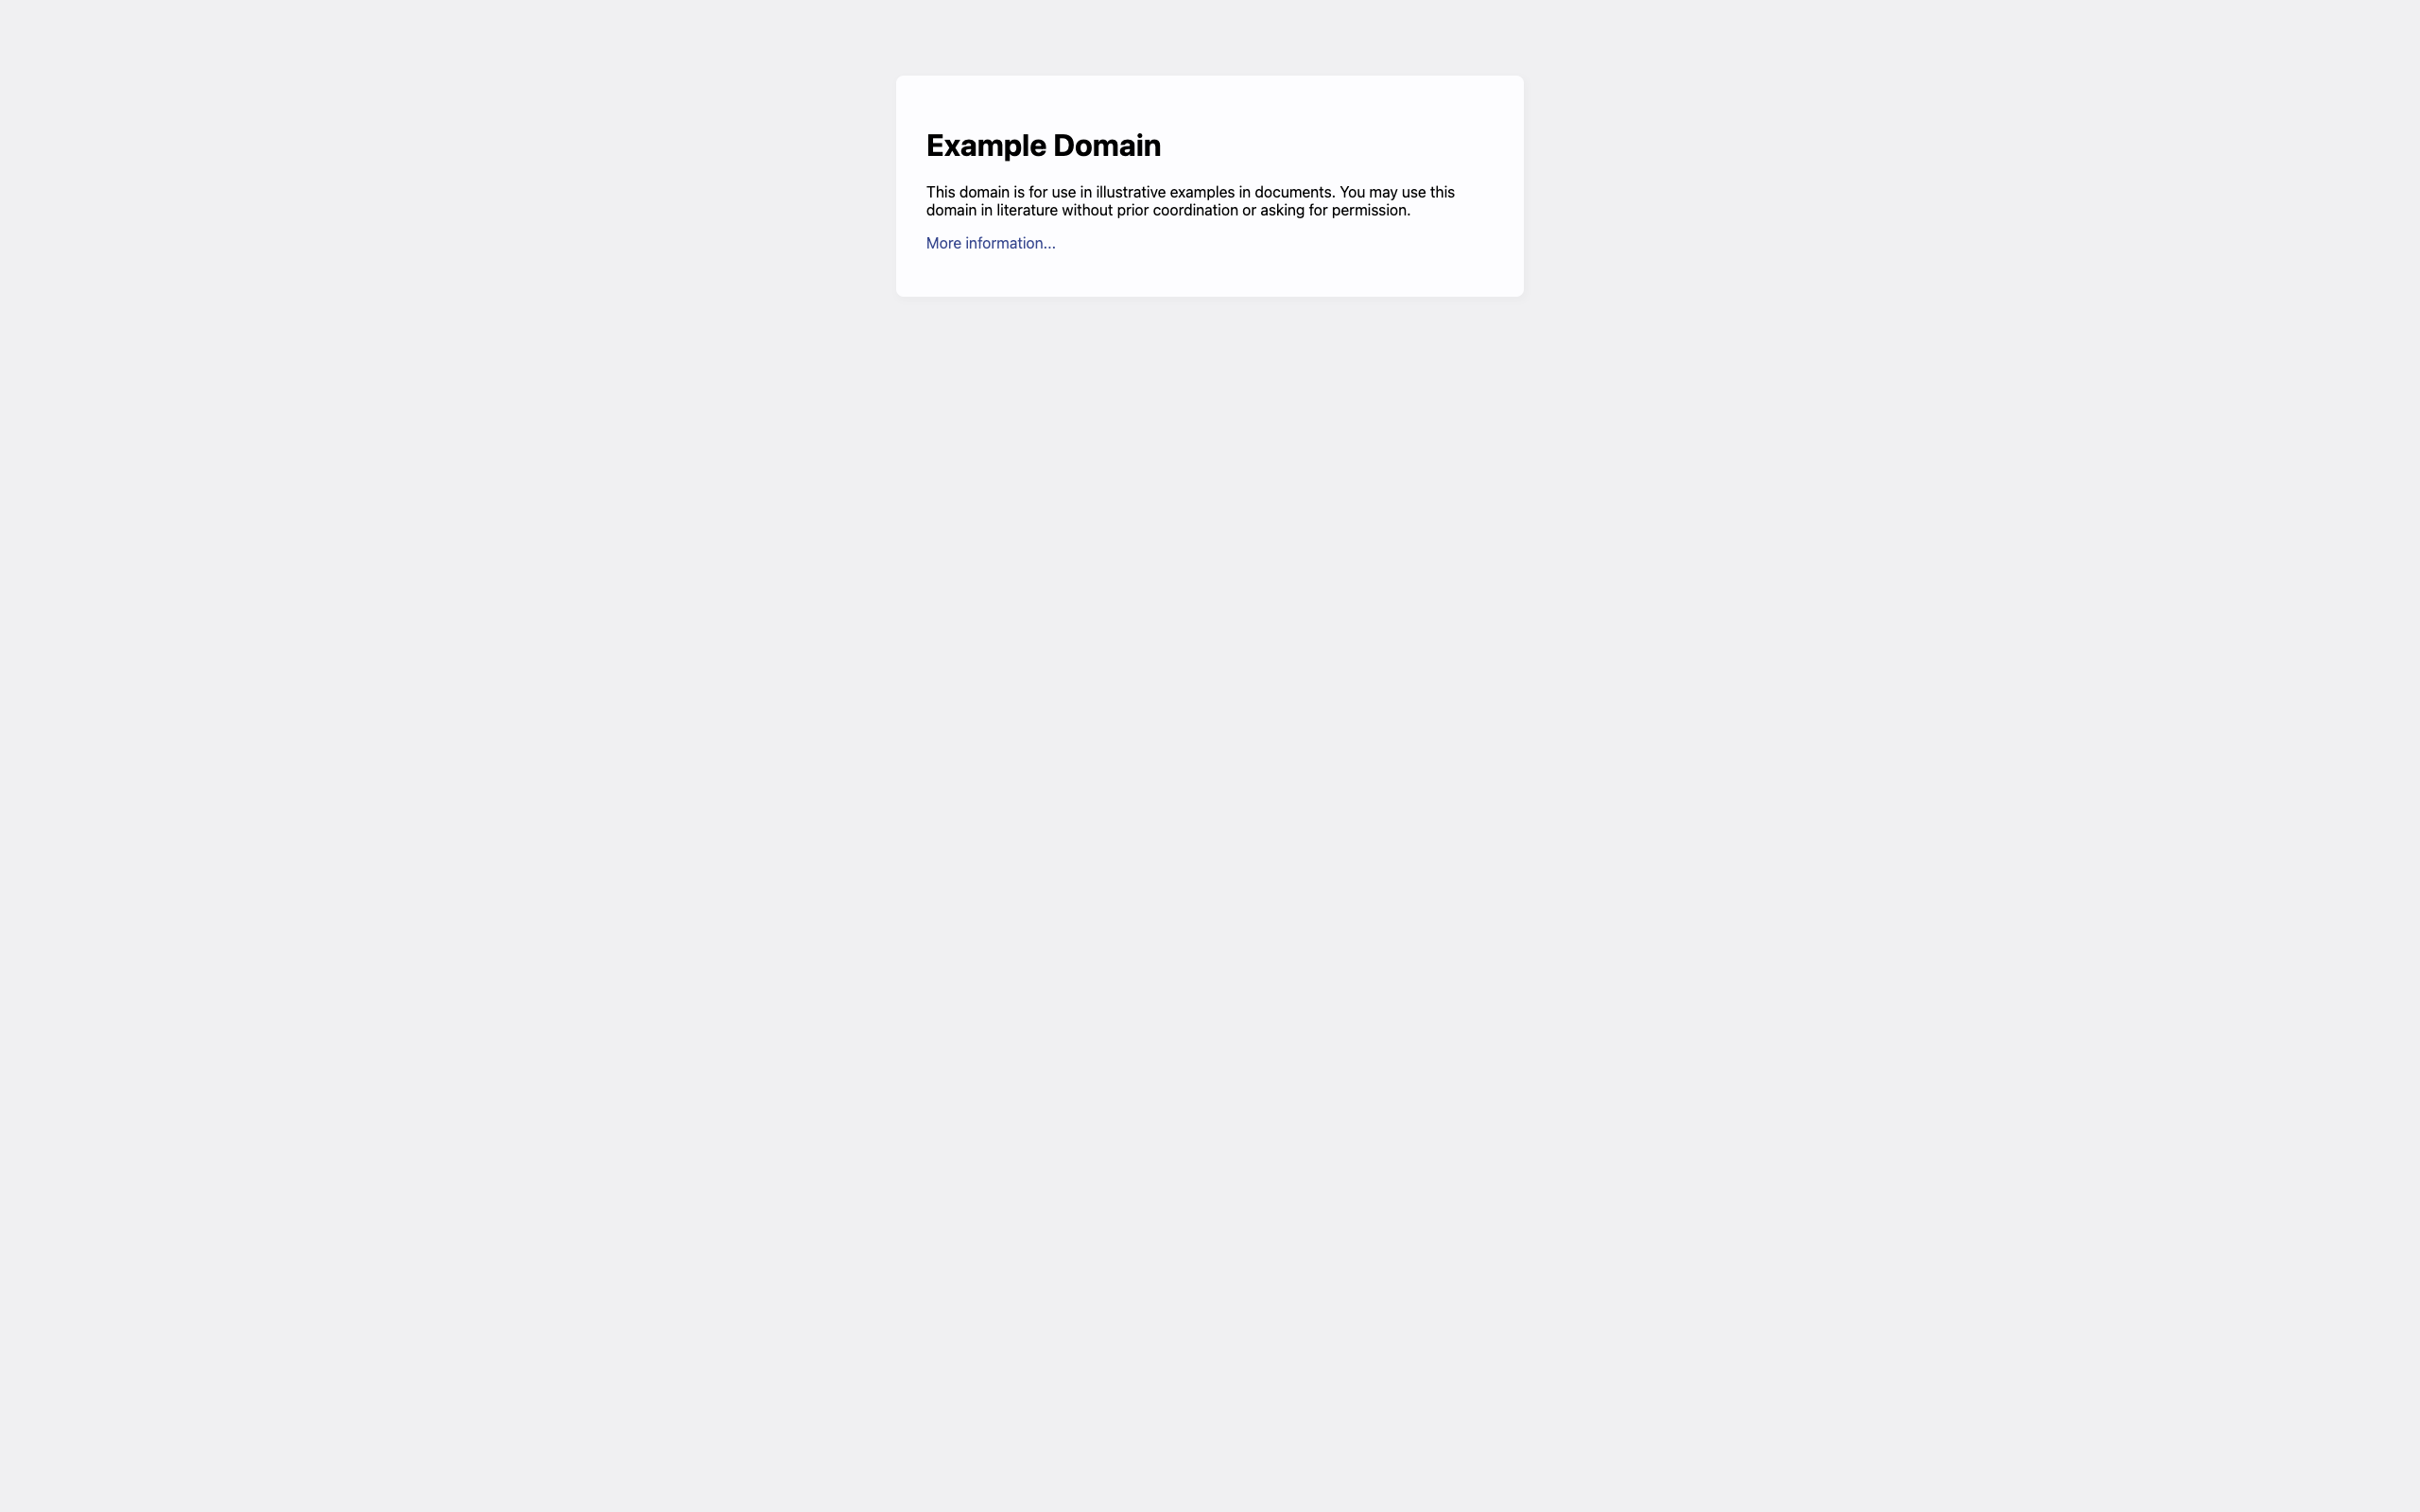 Example Domain
This domain is for use in illustrative examples in documents. You may use this
domain in literature without prior coordination or asking for permission.
More information...